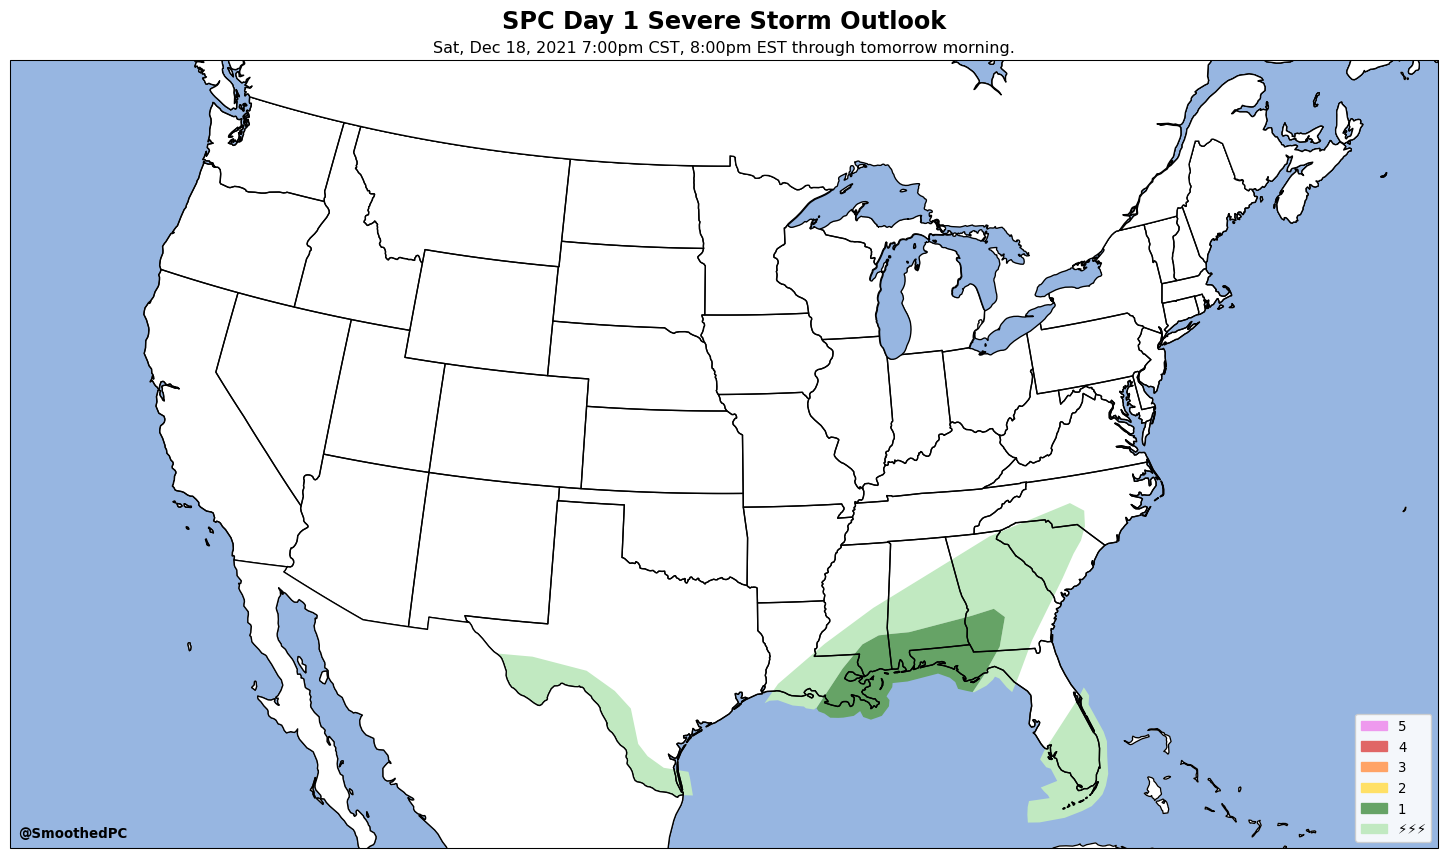 SPC Day 1 Severe Storm Outlook
Sat, Dec 18, 2021 7:00pm CST, 8:00pm EST through tomorrow morning.
5
4
3
2
1
⚡⚡⚡
@SmoothedPC